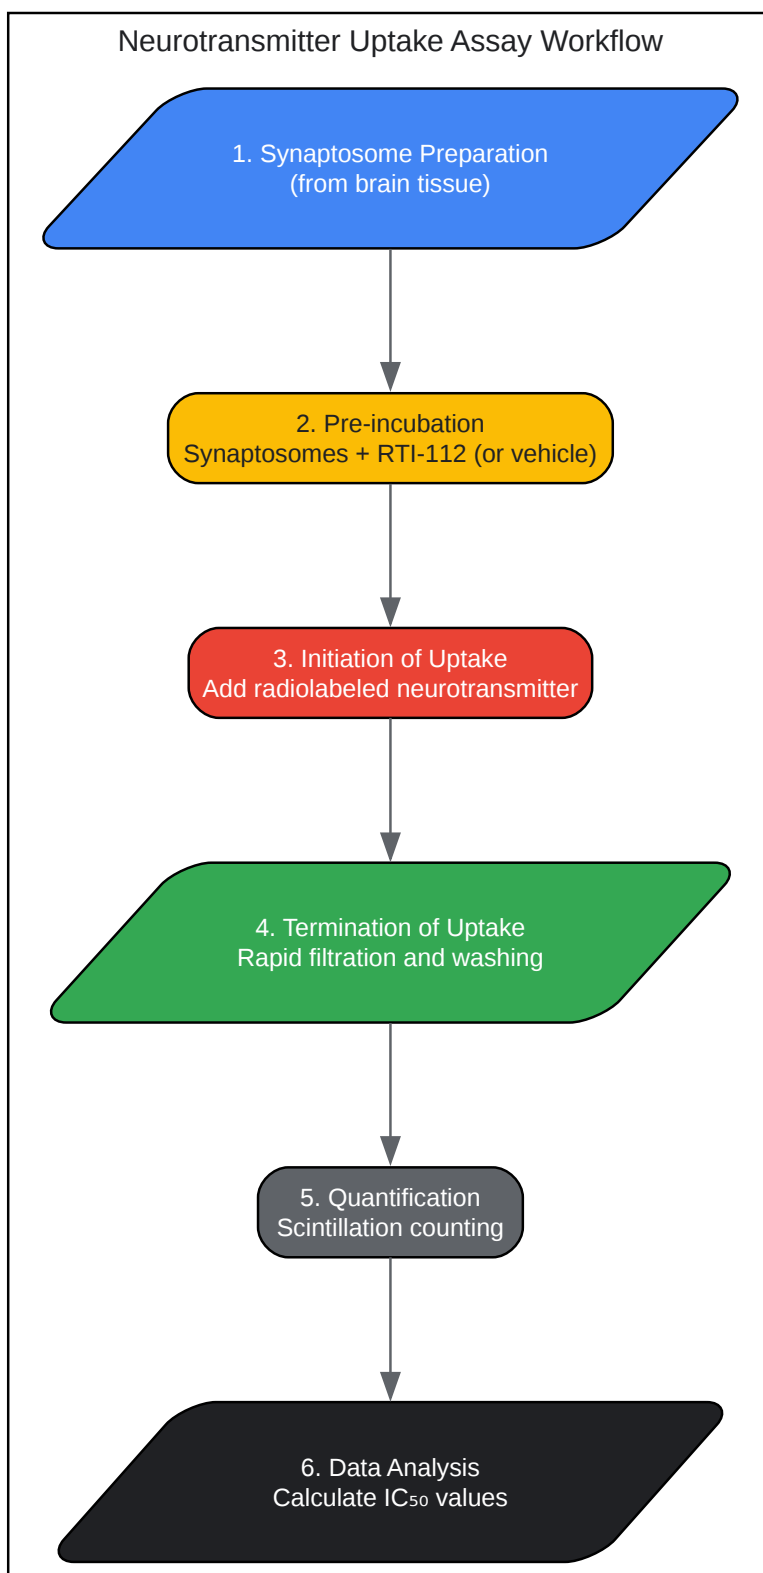 Neurotransmitter Uptake Assay Workflow
1. Synaptosome Preparation
(from brain tissue)
2. Pre-incubation
Synaptosomes + RTI-112 (or vehicle)
3. Initiation of Uptake
Add radiolabeled neurotransmitter
4. Termination of Uptake
Rapid filtration and washing
5. Quantification
Scintillation counting
6. Data Analysis
Calculate IC₅₀ values